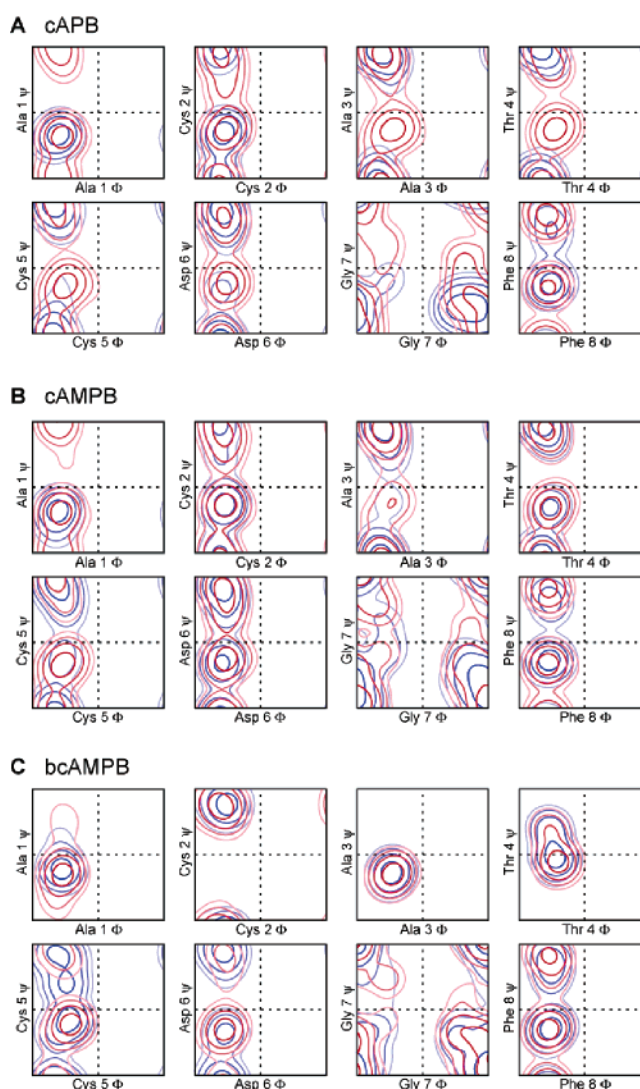 A cAPB
Ala 1 Ψ Cys 2 Ψ Ala 3 Ψ Thr 4 Ψ
Ala 1 Φ Cys 2 Φ Ala 3 Φ Thr 4 Φ
Cys 5 Ψ Asp 6 Ψ Gly 7 Ψ Phe 8 Ψ
Cys 5 Φ Asp 6 Φ Gly 7 Φ Phe 8 Φ
B cAMPB
Ala 1 Ψ Cys 2 Ψ Ala 3 Ψ Thr 4 Ψ
Ala 1 Φ Cys 2 Φ Ala 3 Φ Thr 4 Φ
Cys 5 Ψ Asp 6 Ψ Gly 7 Ψ Phe 8 Ψ
Cys 5 Φ Asp 6 Φ Gly 7 Φ Phe 8 Φ
C bcAMPB
Ala 1 Ψ Cys 2 Ψ Ala 3 Ψ Thr 4 Ψ
Ala 1 Φ Cys 2 Φ Ala 3 Φ Thr 4 Φ
Cys 5 Ψ Asp 6 Ψ Gly 7 Ψ Phe 8 Ψ
Cys 5 Φ Asp 6 Φ Gly 7 Φ Phe 8 Φ